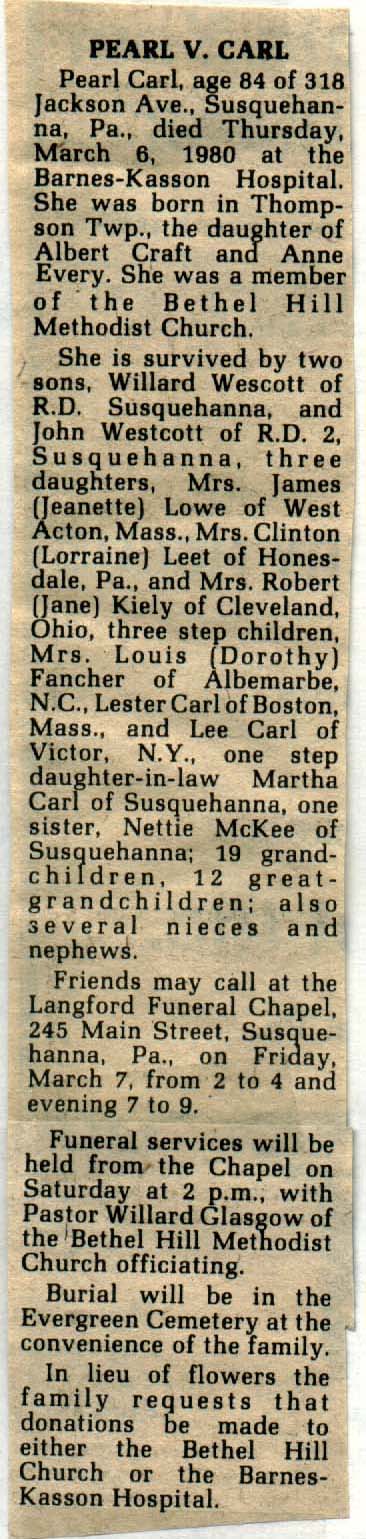 PEARL V. CARL
Pearl Carl, age 84 of 318
Jackson Ave., Susquehan-
na, Pa., died Thursday,
March 6, 1980 at the
Barnes-Kasson Hospital.
She was born in Thomp-
son Twp., the daughter of
Albert Craft and Anne
Every. She was a member
of the Bethel Hill
Methodist Church.
She is survived by two
sons, Willard Wescott of
R.D. Susquehanna, and
John Westcott of R.D. 2,
Susquehanna, three
daughters, Mrs. James
(Jeanette) Lowe of West
Acton, Mass., Mrs. Clinton
(Lorraine) Leet of Hones-
dale, Pa., and Mrs. Robert
(Jane) Kiely of Cleveland,
Ohio, three step children,
Mrs. Louis (Dorothy)
Fancher of Albemarbe,
N.C., Lester Carl of Boston,
Mass., and Lee Carl of
Victor, N.Y., one step
daughter-in-law Martha
Carl of Susquehanna, one
sister, Nettie McKee of
Susquehanna; 19 grand-
children, 12 great-
grandchildren; also
several nieces and
nephews.
Friends may call at the
Langford Funeral Chapel,
245 Main Street, Susque-
hanna, Pa., on Friday,
March 7, from 2 to 4 and
evening 7 to 9.
Funeral services will be
held from the Chapel on
Saturday at 2 p.m., with
Pastor Willard Glasgow of
the Bethel Hill Methodist
Church officiating.
Burial will be in the
Evergreen Cemetery at the
convenience of the family.
In lieu of flowers the
family requests that
donations be made to
either the Bethel Hill
Church or the Barnes-
Kasson Hospital.